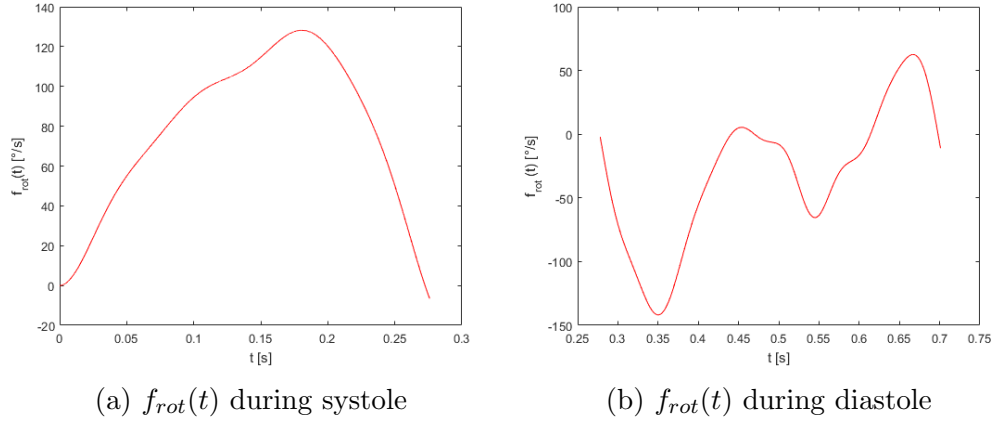 140
120
100
80
60
40
20
0
-20
f_rot(t) [°/s]
0 0.05 0.1 0.15 0.2 0.25 0.3
t [s]
(a) f_rot(t) during systole
100
50
0
-50
-100
-150
f_rot(t) [°/s]
0.25 0.3 0.35 0.4 0.45 0.5 0.55 0.6 0.65 0.7 0.75
t [s]
(b) f_rot(t) during diastole